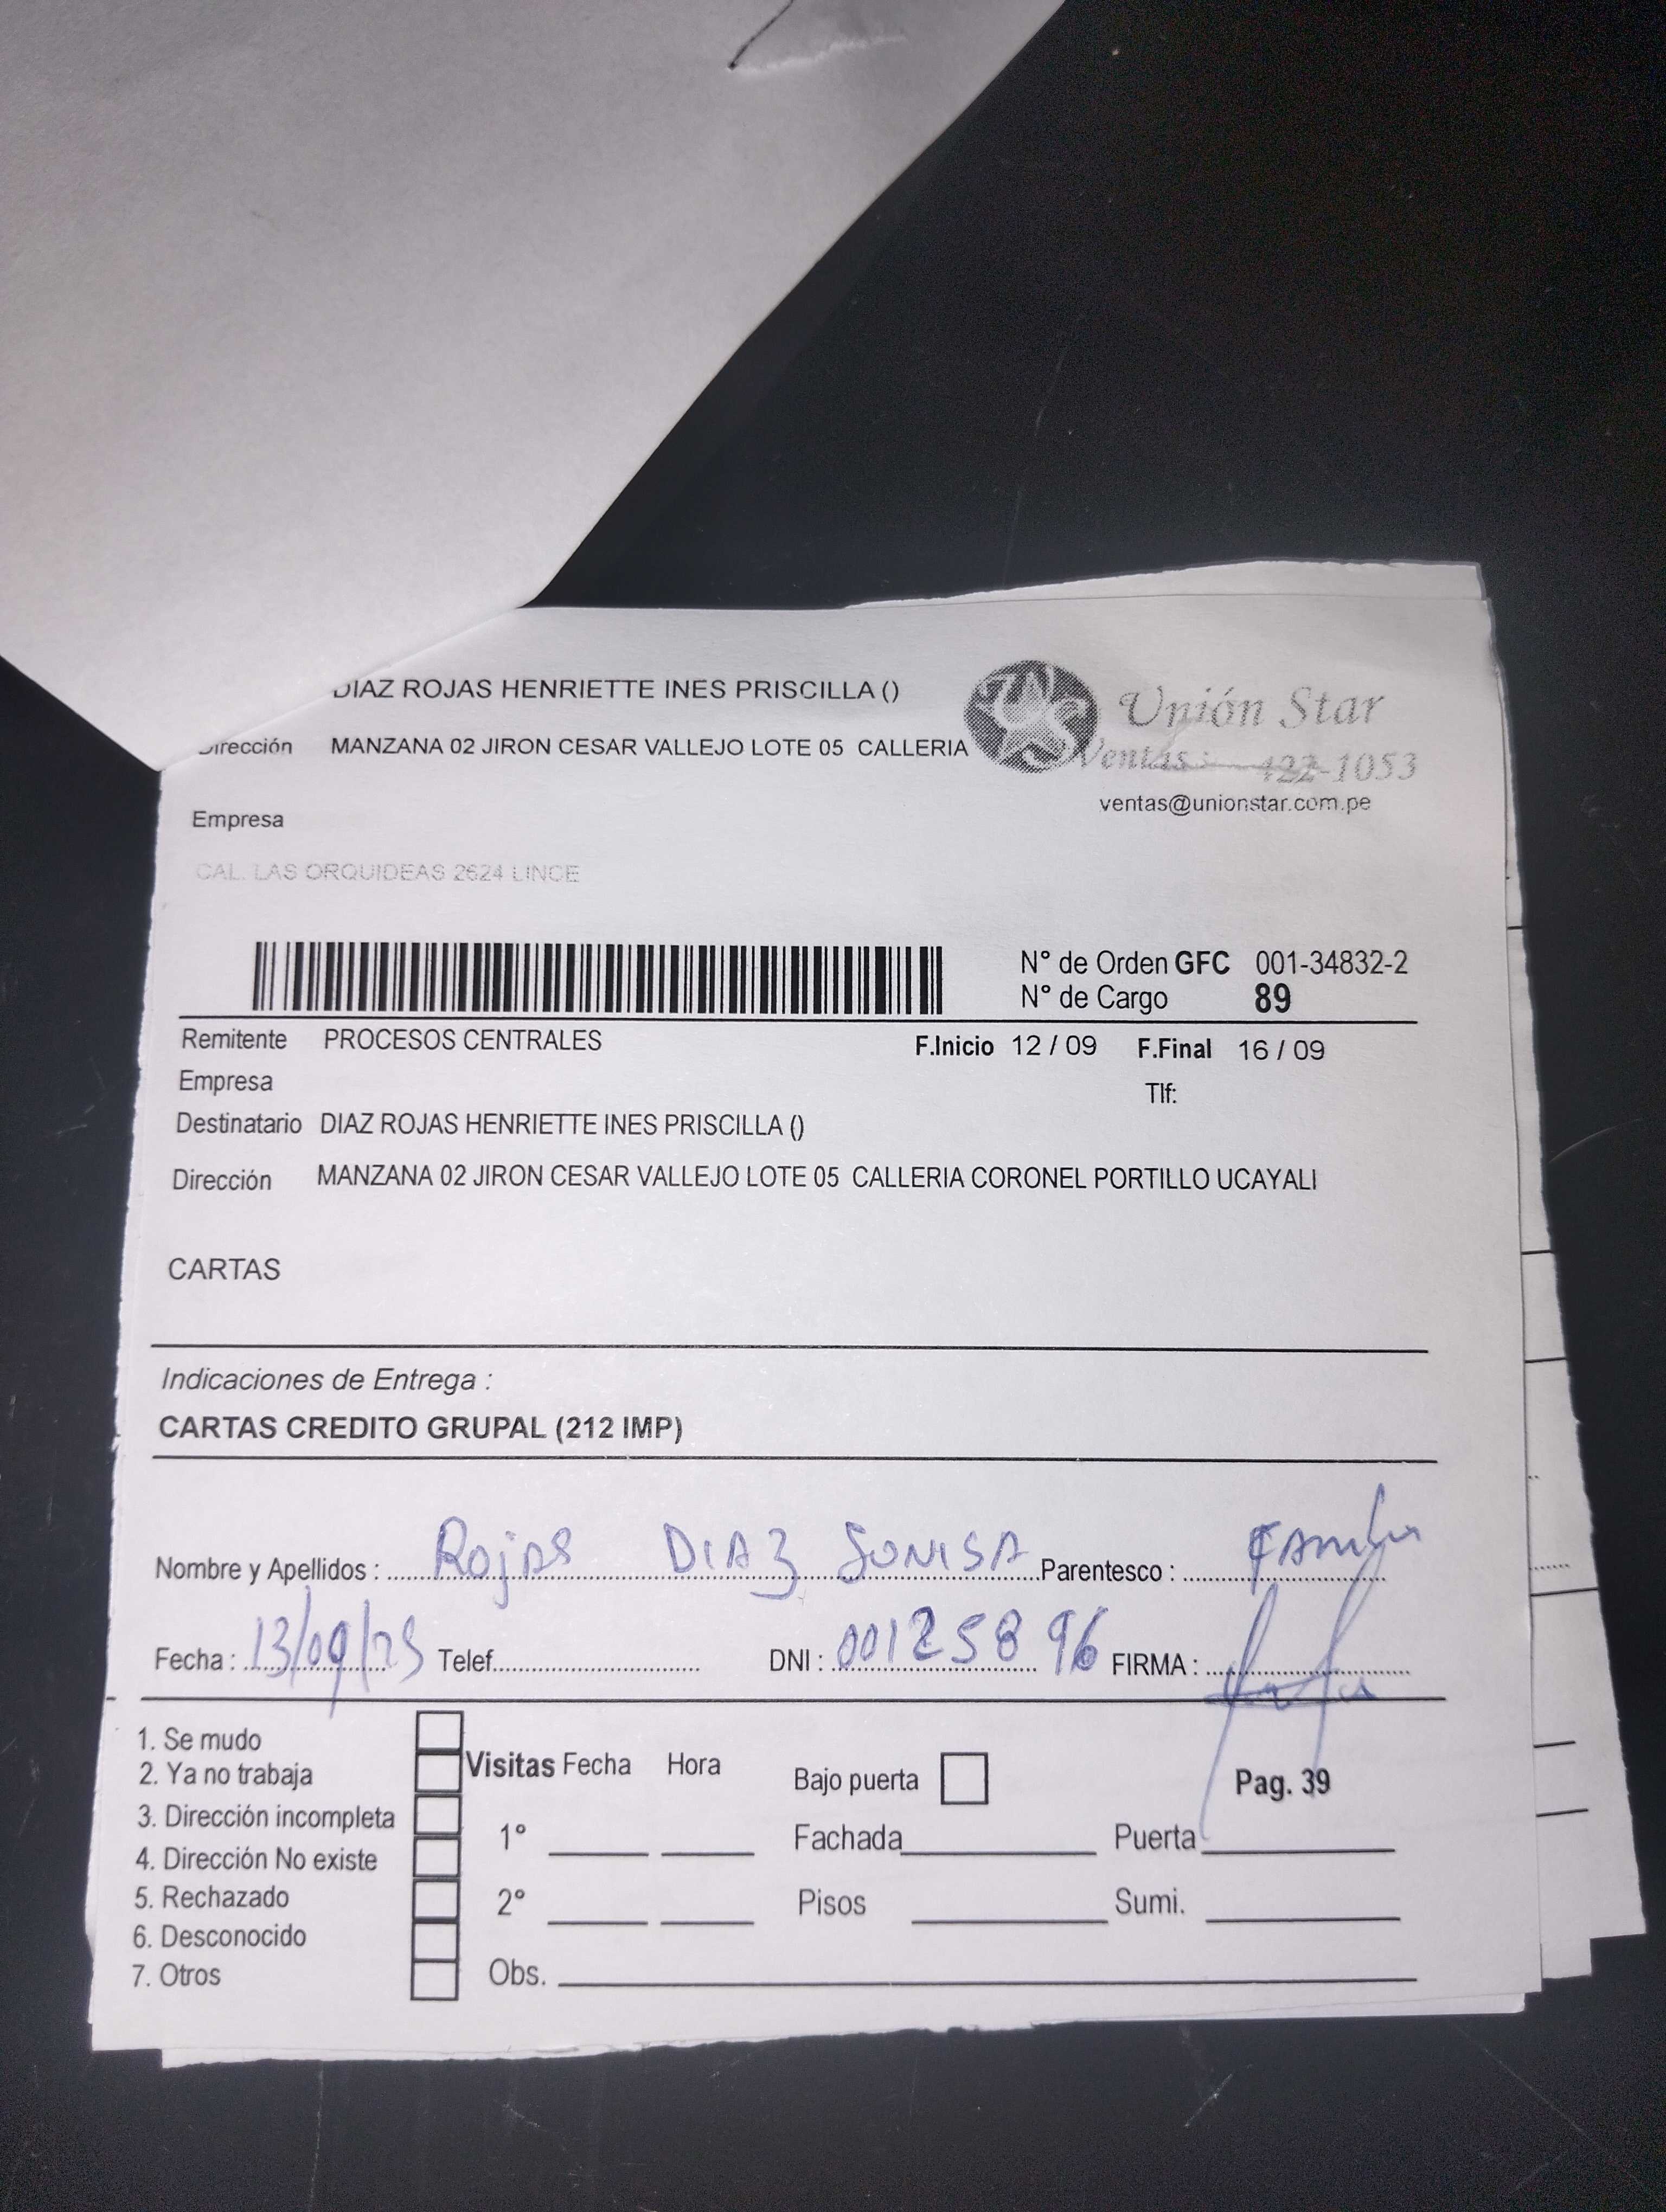 DIAZ ROJAS HENRIETTE INES PRISCILLA ()
Unión Star
Dirección MANZANA 02 JIRON CESAR VALLEJO LOTE 05 CALLERIA
Ventas: 422-1053
ventas@unionstar.com.pe
Empresa
CAL. LAS ORQUIDEAS 2624 LINCE
N° de Orden GFC 001-34832-2
N° de Cargo 89
Remitente PROCESOS CENTRALES F.Inicio 12 / 09 F.Final 16 / 09
Empresa Tlf:
Destinatario DIAZ ROJAS HENRIETTE INES PRISCILLA ()
Dirección MANZANA 02 JIRON CESAR VALLEJO LOTE 05 CALLERIA CORONEL PORTILLO UCAYALI
CARTAS
Indicaciones de Entrega :
CARTAS CREDITO GRUPAL (212 IMP)
Nombre y Apellidos : Rojas DIAZ Parentesco :
Fecha : 13/09/25 Telef. DNI : 00125896 FIRMA :
1. Se mudo
2. Ya no trabaja
3. Dirección incompleta
4. Dirección No existe
5. Rechazado
6. Desconocido
7. Otros
Visitas Fecha Hora Bajo puerta Pag. 39
1° Fachada Puerta
2° Pisos Sumi.
Obs.